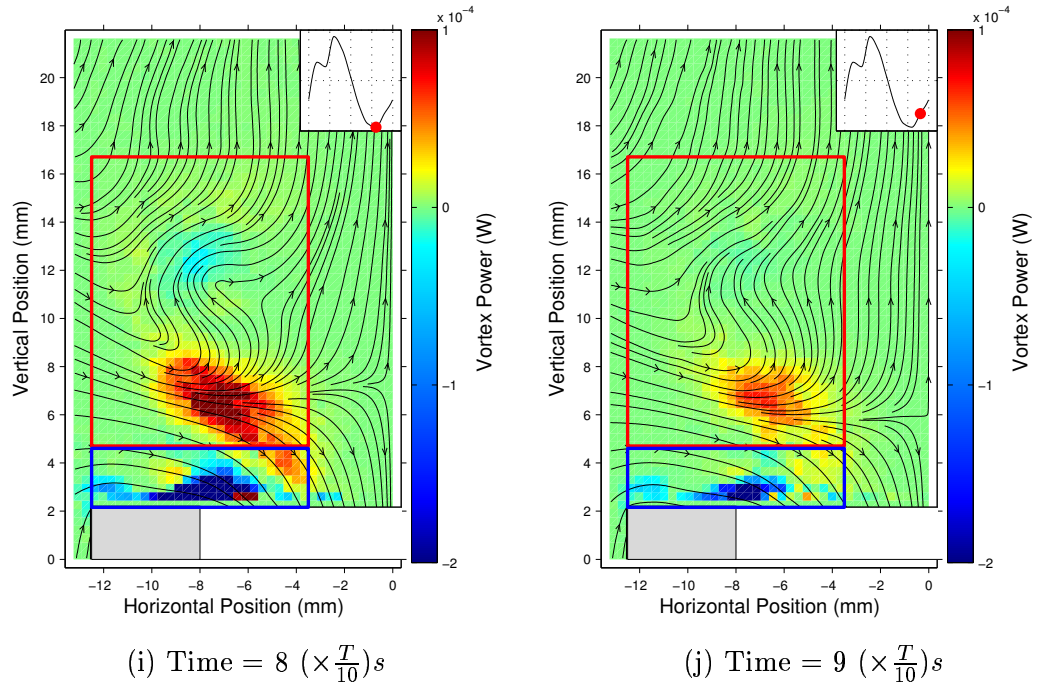 x 10⁻⁴
1
0
−1
−2
Vortex Power (W)
20
18
16
14
12
10
8
6
4
2
0
Vertical Position (mm)
−12 −10 −8 −6 −4 −2 0
Horizontal Position (mm)
(i) Time = 8 (×T/10)s
x 10⁻⁴
1
0
−1
−2
Vortex Power (W)
20
18
16
14
12
10
8
6
4
2
0
Vertical Position (mm)
−12 −10 −8 −6 −4 −2 0
Horizontal Position (mm)
(j) Time = 9 (×T/10)s